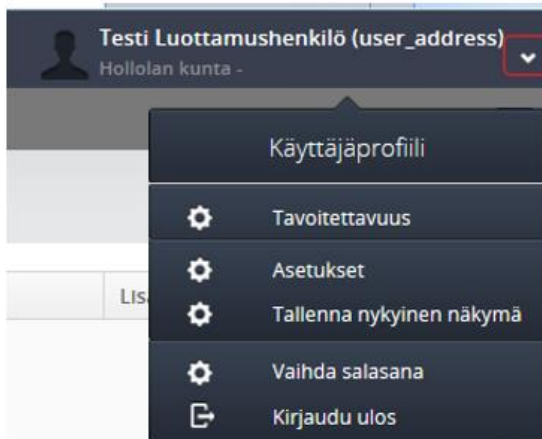 Testi Luottamushenkilö (user_address)
Hollolan kunta -
Käyttäjäprofiili
Tavoitettavuus
Asetukset
Tallenna nykyinen näkymä
Vaihda salasana
Kirjaudu ulos